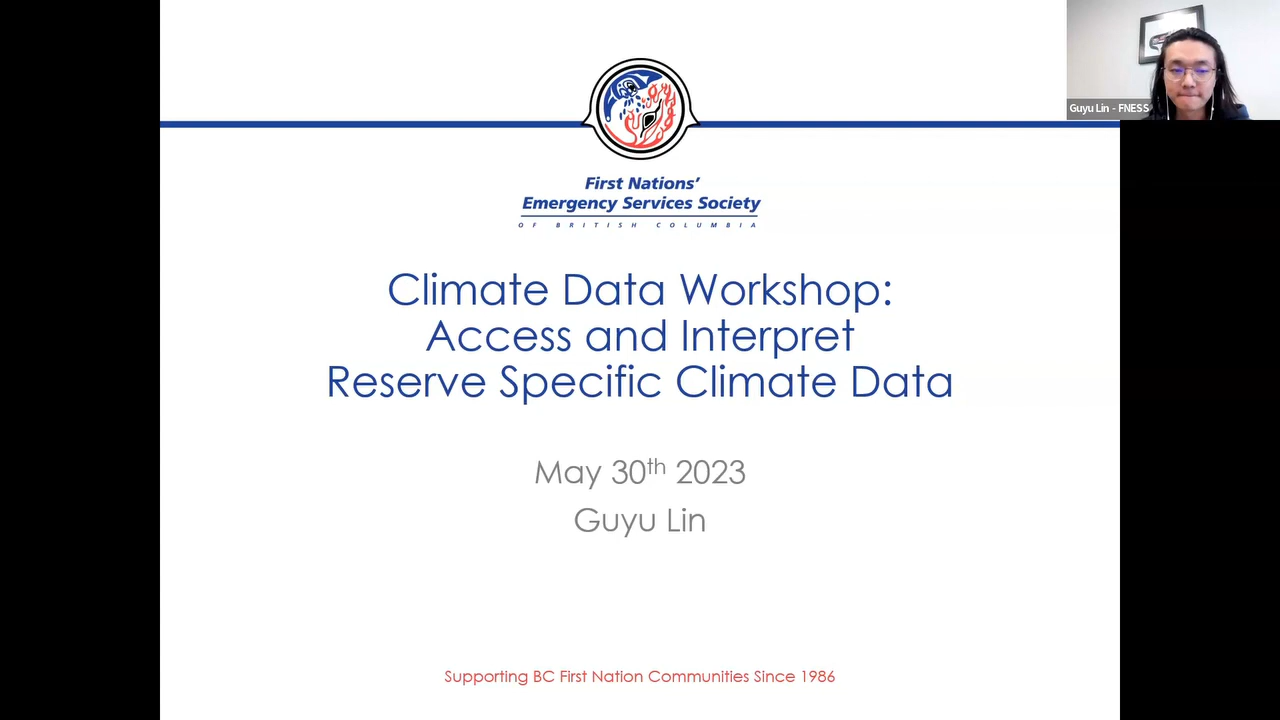 Guyu Lin - FNESS
First Nations'
Emergency Services Society
OF BRITISH COLUMBIA
Climate Data Workshop:
Access and Interpret
Reserve Specific Climate Data
May 30th 2023
Guyu Lin
Supporting BC First Nation Communities Since 1986